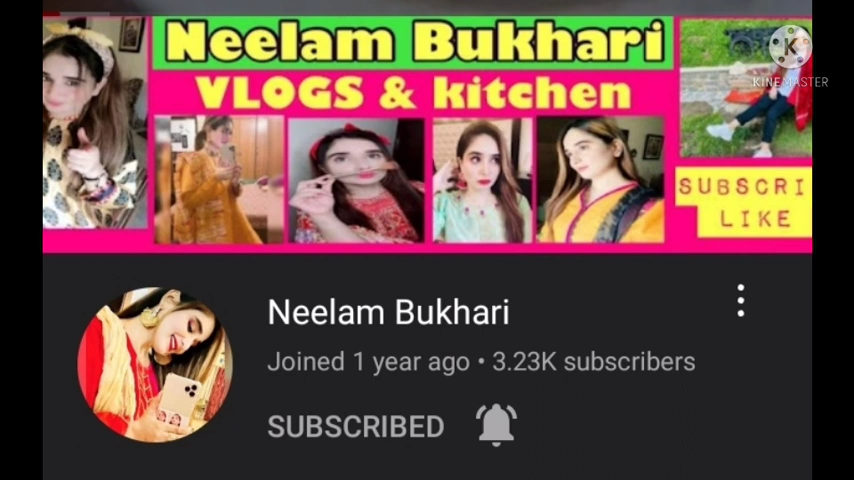 Neelam Bukhari
VLOGS & kitchen
K
KINEMASTER
SUBSCRI
LIKE
Neelam Bukhari
Joined 1 year ago • 3.23K subscribers
SUBSCRIBED